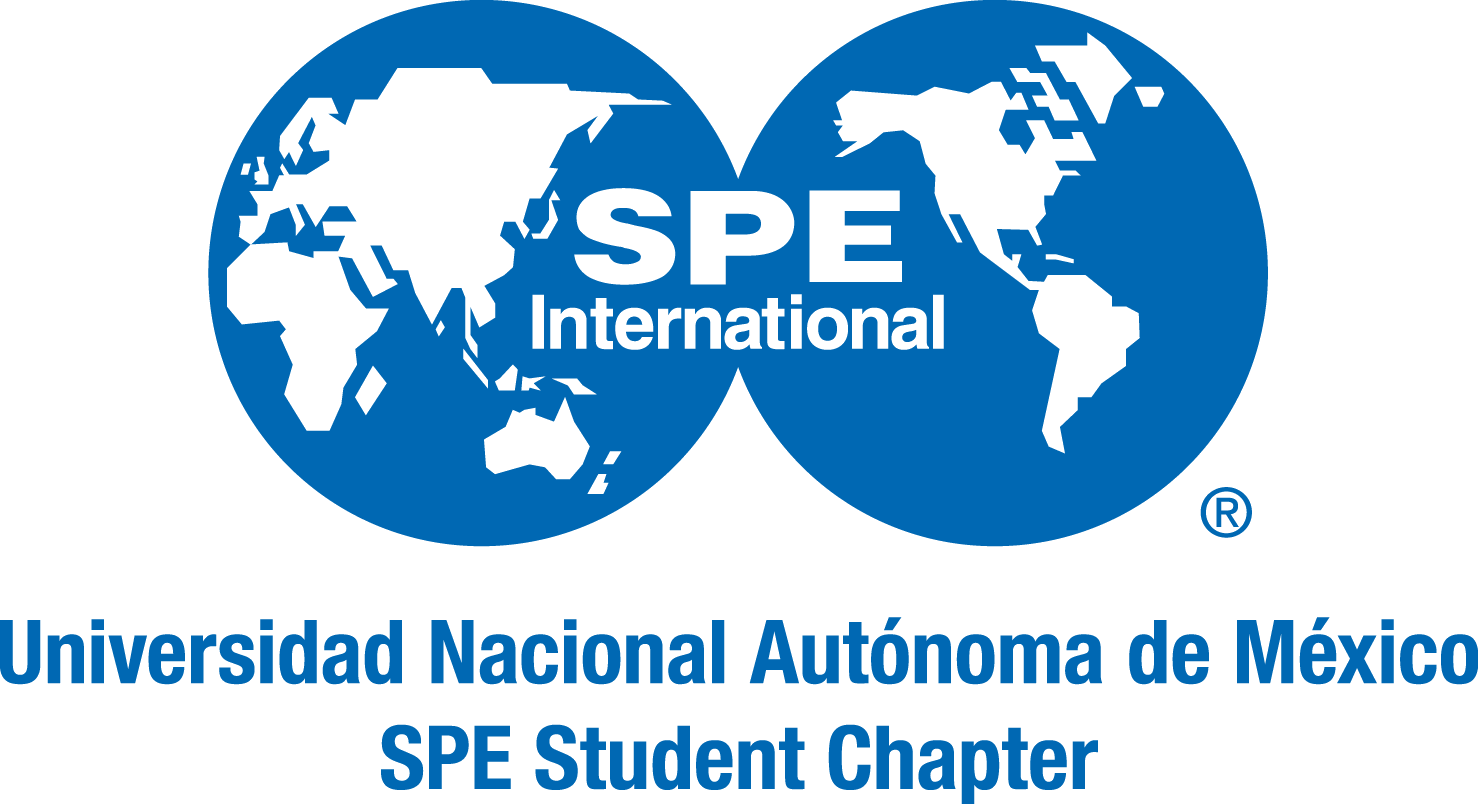 SPE
International
®
Universidad Nacional Autónoma de México
SPE Student Chapter